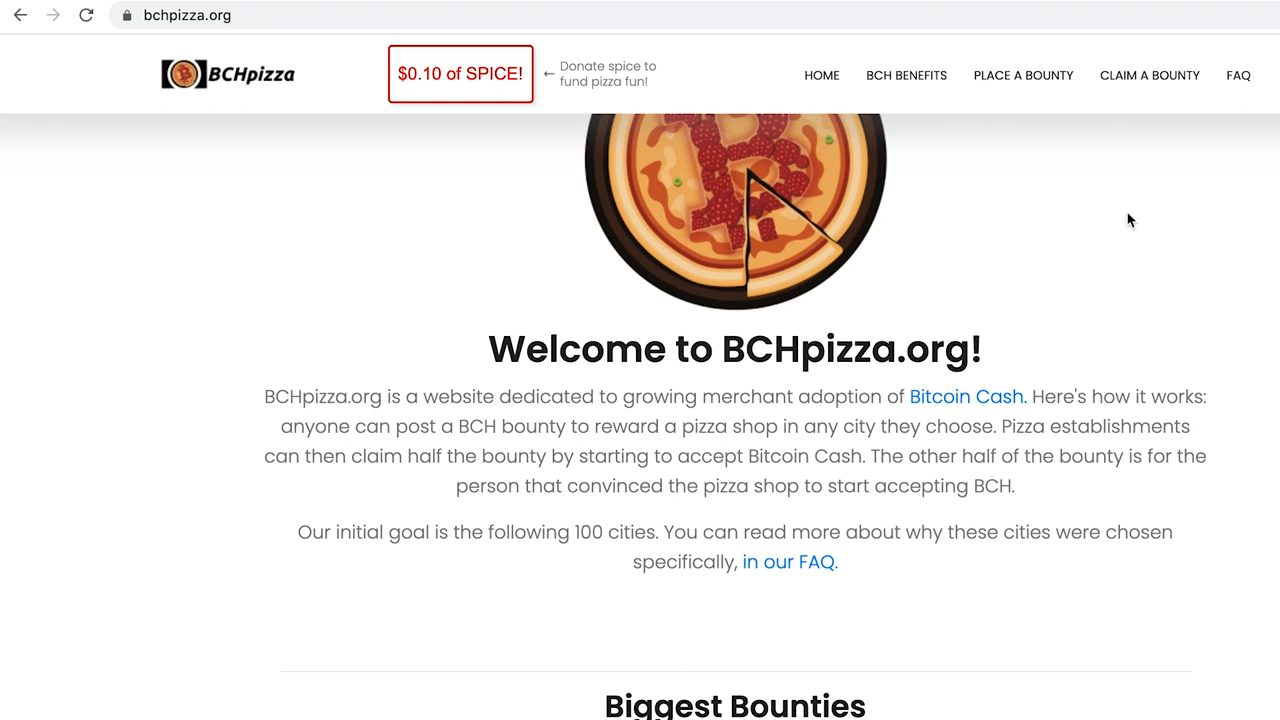 bchpizza.org
BCHpizza
$0.10 of SPICE!
← Donate spice to
fund pizza fun!
HOME BCH BENEFITS PLACE A BOUNTY CLAIM A BOUNTY FAQ
Welcome to BCHpizza.org!
BCHpizza.org is a website dedicated to growing merchant adoption of Bitcoin Cash. Here's how it works:
anyone can post a BCH bounty to reward a pizza shop in any city they choose. Pizza establishments
can then claim half the bounty by starting to accept Bitcoin Cash. The other half of the bounty is for the
person that convinced the pizza shop to start accepting BCH.
Our initial goal is the following 100 cities. You can read more about why these cities were chosen
specifically, in our FAQ.
Biggest Bounties